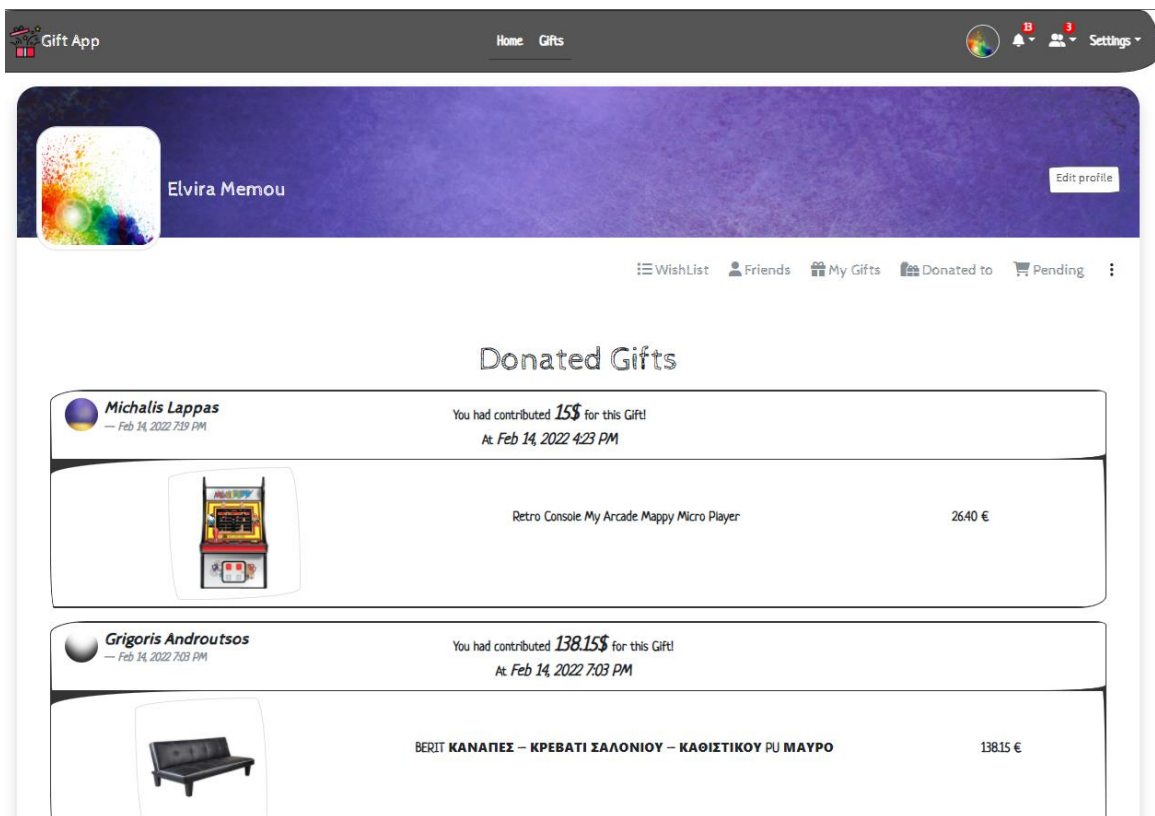 Gift App
Home Gifts
13
3
Settings
Elvira Memou
Edit profile
WishList Friends My Gifts Donated to Pending
Donated Gifts
Michalis Lappas
— Feb 14, 2022 7:19 PM
You had contributed 15$ for this Gift!
At Feb 14, 2022 4:23 PM
Retro Console My Arcade Mappy Micro Player
26.40 €
Grigoris Androutsos
— Feb 14, 2022 7:03 PM
You had contributed 138.15$ for this Gift!
At Feb 14, 2022 7:03 PM
BERIT ΚΑΝΑΠΕΣ – ΚΡΕΒΑΤΙ ΣΑΛΟΝΙΟΥ – ΚΑΘΙΣΤΙΚΟΥ PU ΜΑΥΡΟ
138.15 €